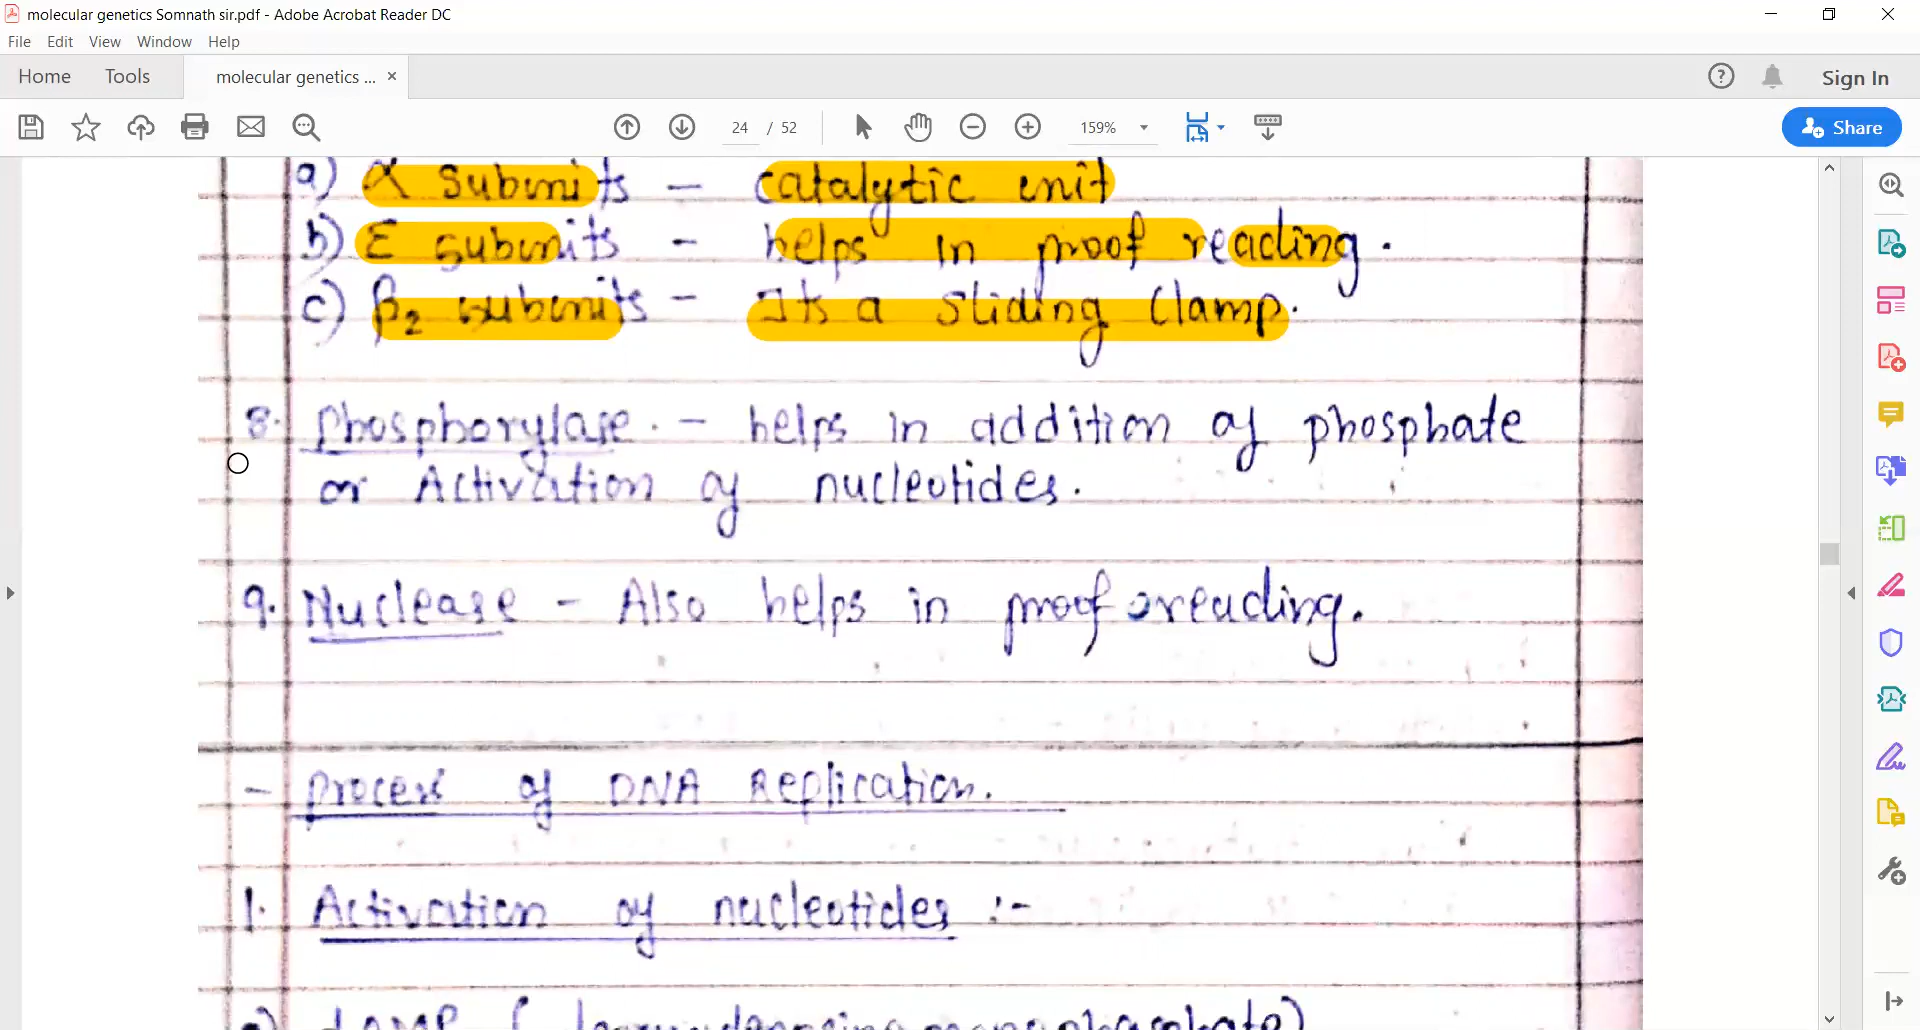 molecular genetics Somnath sir.pdf - Adobe Acrobat Reader DC
File Edit View Window Help
Home Tools molecular genetics ... × Sign In
24 / 52 159% Share
a) α subunits - catalytic unit
b) ε subunits - helps in proof reading.
c) β2 subunits - Its a sliding clamp.
8. Phosphorylase. - helps in addition of phosphate
or Activation of nucleotides.
9. Nuclease - Also helps in proof reading.
- process of DNA Replication.
1. Activation of nucleotides :-